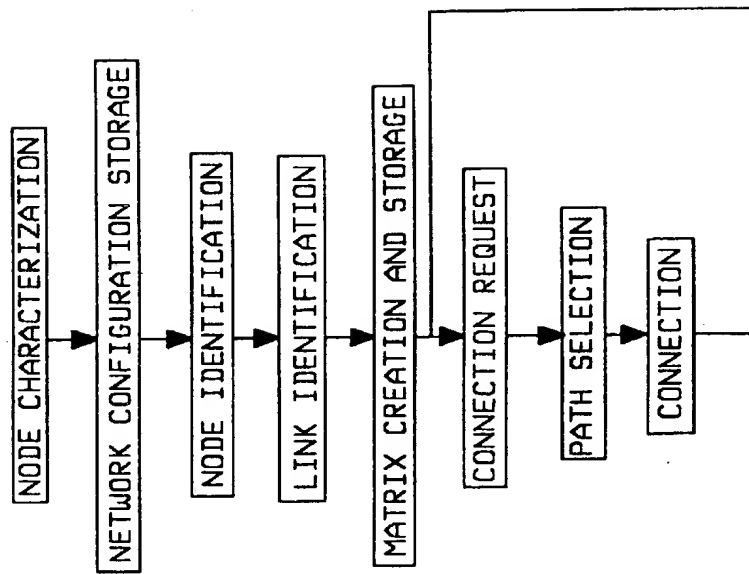 NODE CHARACTERIZATION
NETWORK CONFIGURATION STORAGE
NODE IDENTIFICATION
LINK IDENTIFICATION
MATRIX CREATION AND STORAGE
CONNECTION REQUEST
PATH SELECTION
CONNECTION